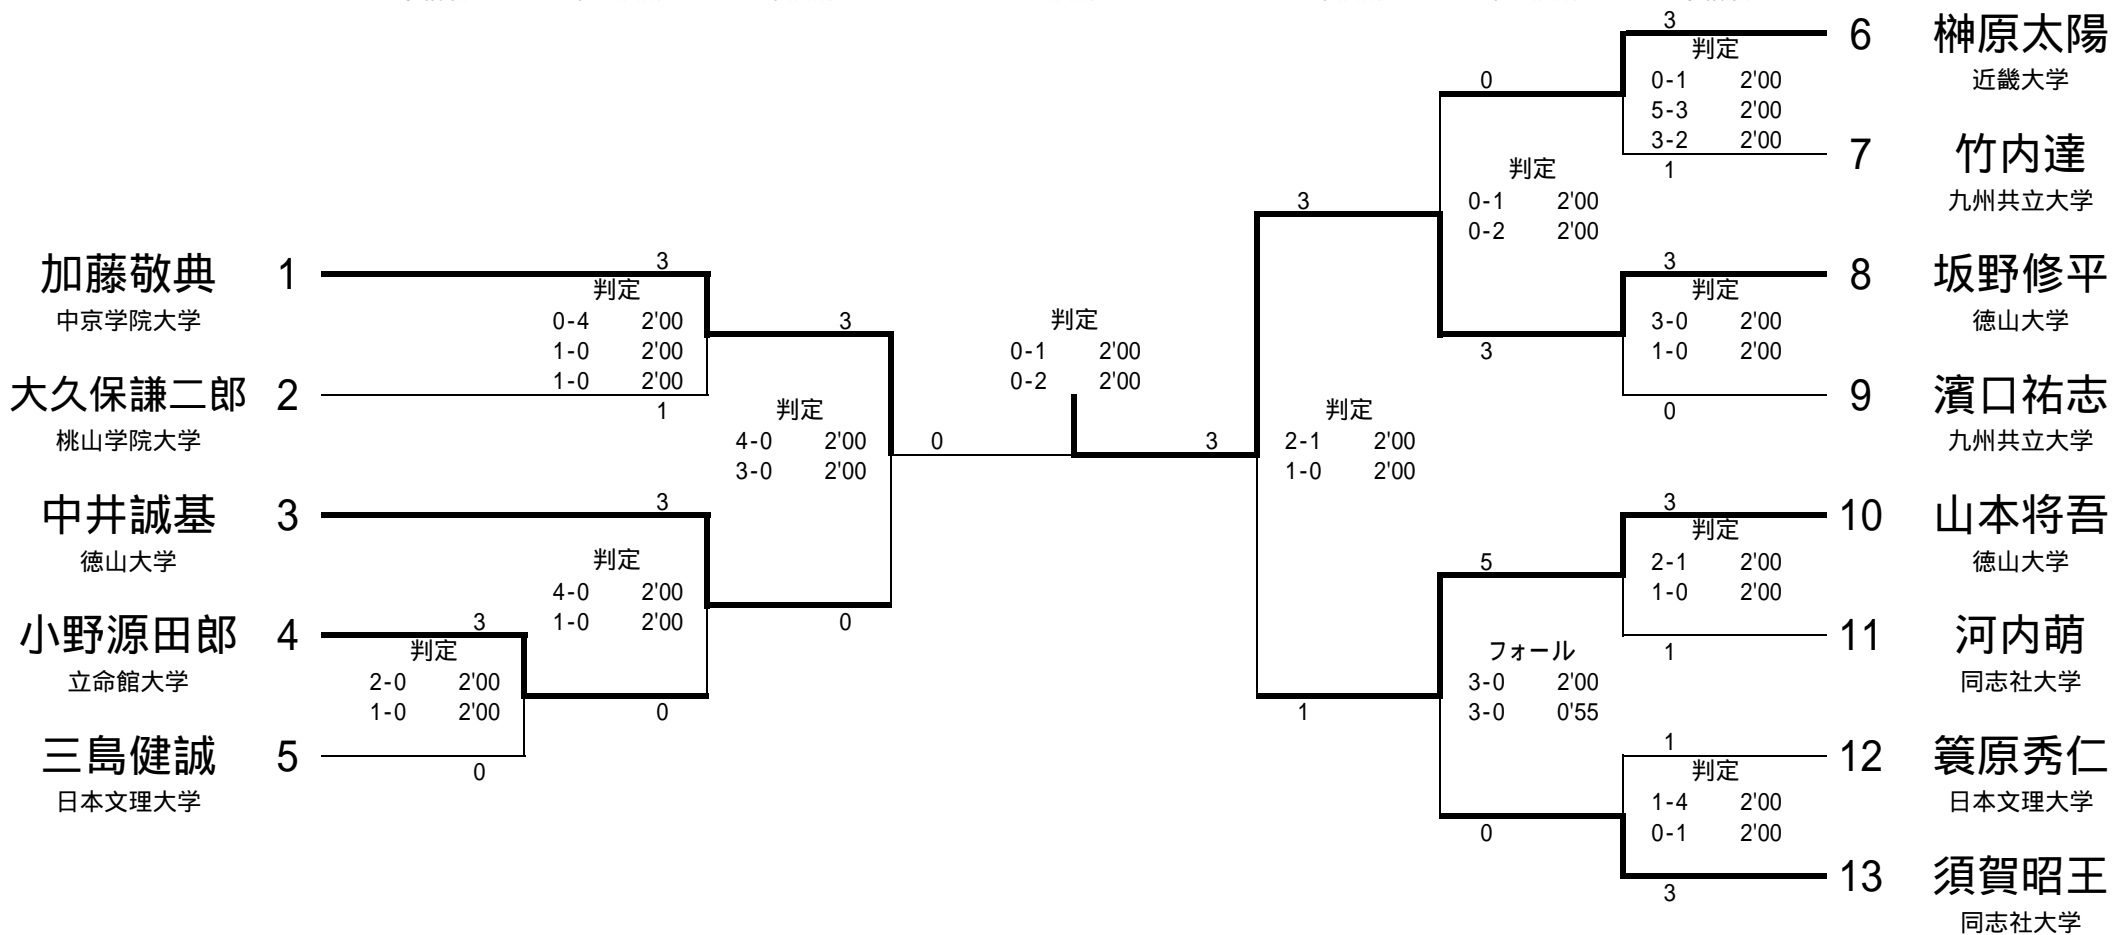 加藤敬典 1
中京学院大学
3
判定
0-4 2'00
1-0 2'00
1-0 2'00
1
大久保謙二郎 2
桃山学院大学
3
判定
4-0 2'00
3-0 2'00
0
中井誠基 3
徳山大学
3
判定
4-0 2'00
1-0 2'00
0
小野源田郎 4
立命館大学
3
判定
2-0 2'00
1-0 2'00
0
三島健誠 5
日本文理大学
判定
0-1 2'00
0-2 2'00
0 3
3
判定
2-1 2'00
1-0 2'00
1
0
判定
0-1 2'00
0-2 2'00
3
5
フォール
3-0 2'00
3-0 0'55
0
3
6 榊原太陽
近畿大学
判定
0-1 2'00
5-3 2'00
3-2 2'00
1
7 竹内達
九州共立大学
3
8 坂野修平
徳山大学
判定
3-0 2'00
1-0 2'00
0
9 濱口祐志
九州共立大学
3
10 山本将吾
徳山大学
判定
2-1 2'00
1-0 2'00
1
11 河内萌
同志社大学
1
12 簑原秀仁
日本文理大学
判定
1-4 2'00
0-1 2'00
3
13 須賀昭王
同志社大学